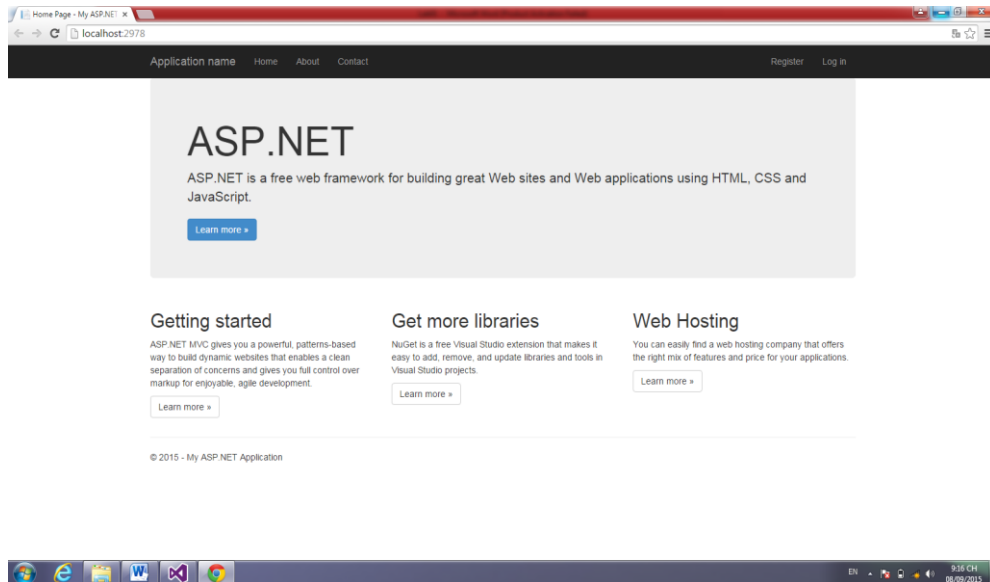 Home Page - My ASP.NET
localhost:2978
Application name Home About Contact Register Log in
ASP.NET
ASP.NET is a free web framework for building great Web sites and Web applications using HTML, CSS and
JavaScript.
Learn more »
Getting started
ASP.NET MVC gives you a powerful, patterns-based
way to build dynamic websites that enables a clean
separation of concerns and gives you full control over
markup for enjoyable, agile development.
Learn more »
Get more libraries
NuGet is a free Visual Studio extension that makes it
easy to add, remove, and update libraries and tools in
Visual Studio projects.
Learn more »
Web Hosting
You can easily find a web hosting company that offers
the right mix of features and price for your applications.
Learn more »
© 2015 - My ASP.NET Application
EN
9:16 CH
08/09/2015